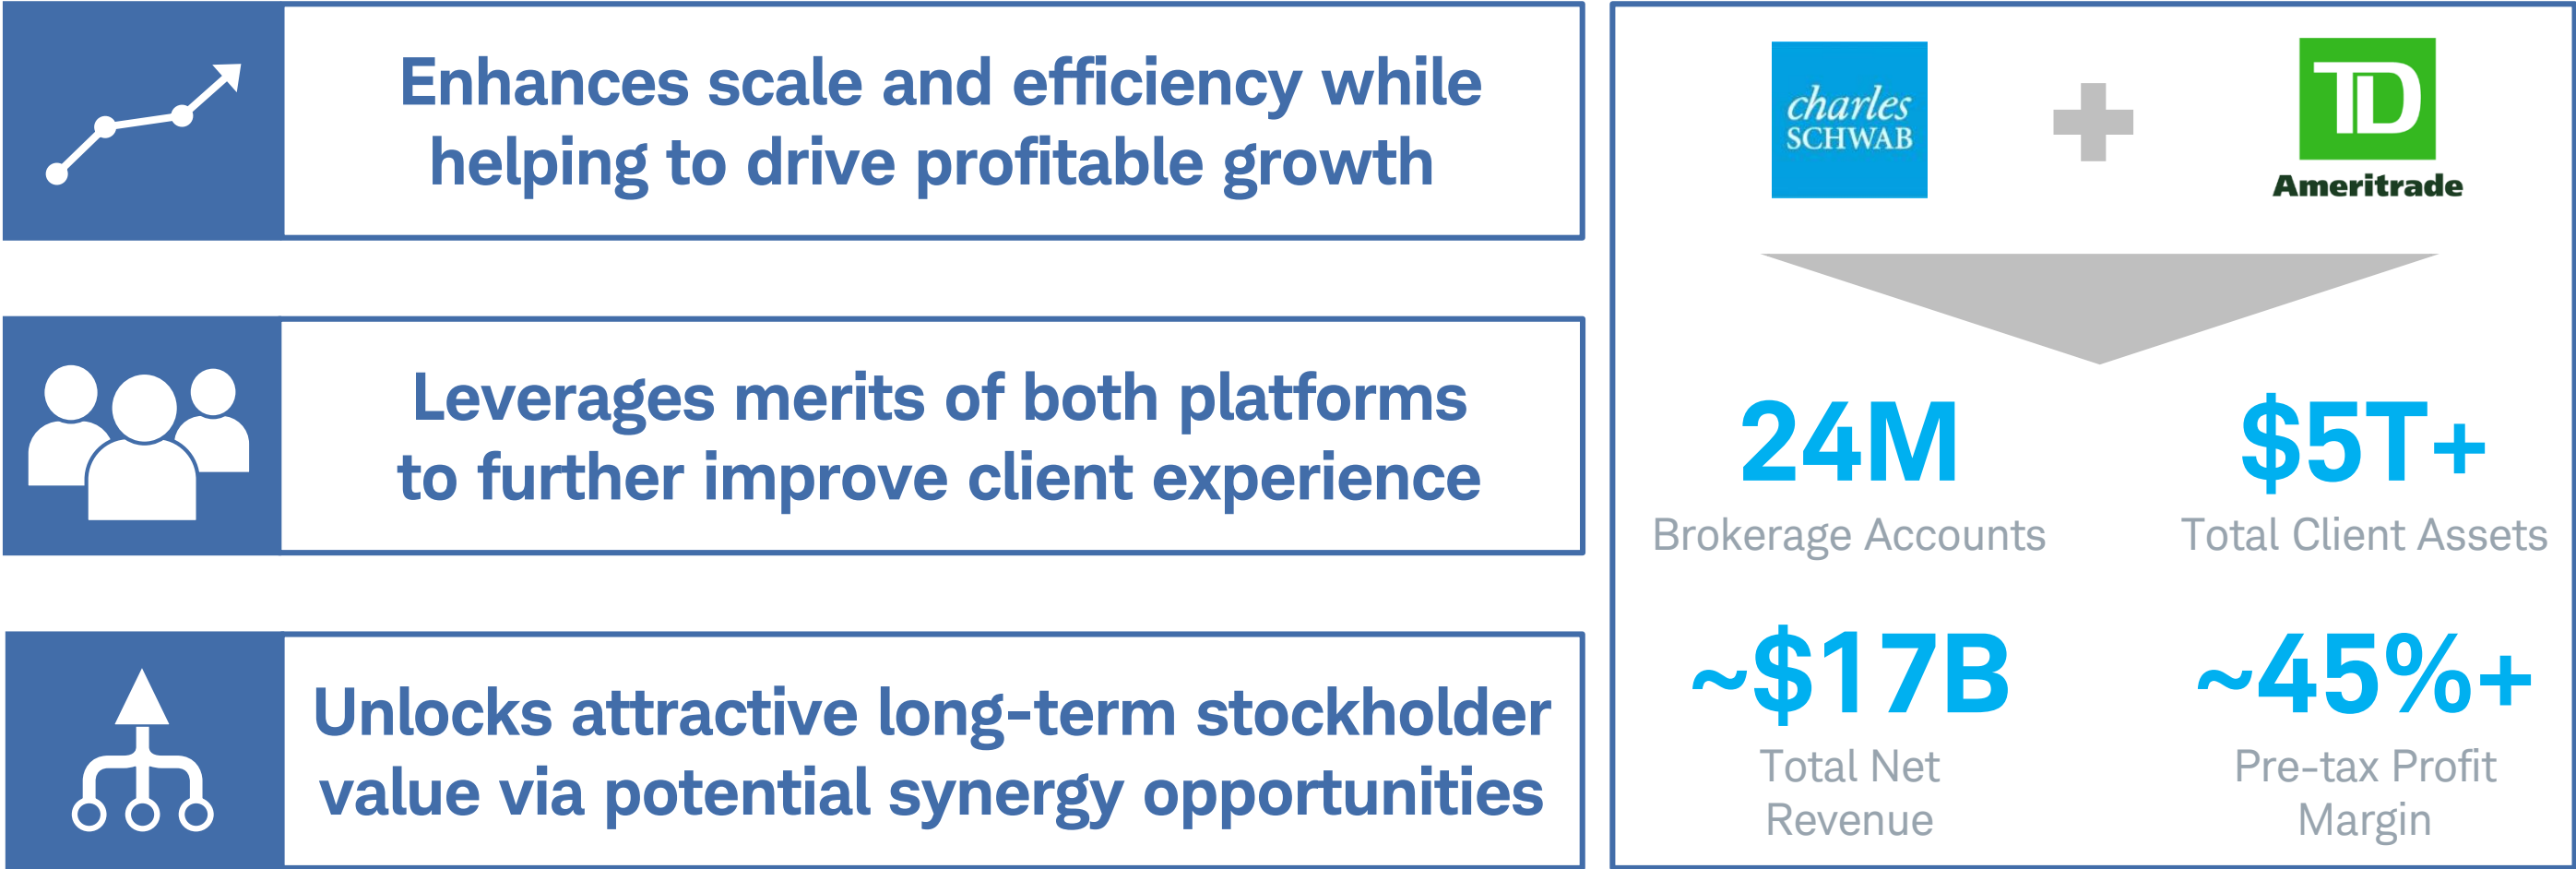 Enhances scale and efficiency while
helping to drive profitable growth
Leverages merits of both platforms
to further improve client experience
Unlocks attractive long-term stockholder
value via potential synergy opportunities
charles
SCHWAB
TD
Ameritrade
24M
Brokerage Accounts
$5T+
Total Client Assets
~$17B
Total Net
Revenue
~45%+
Pre-tax Profit
Margin